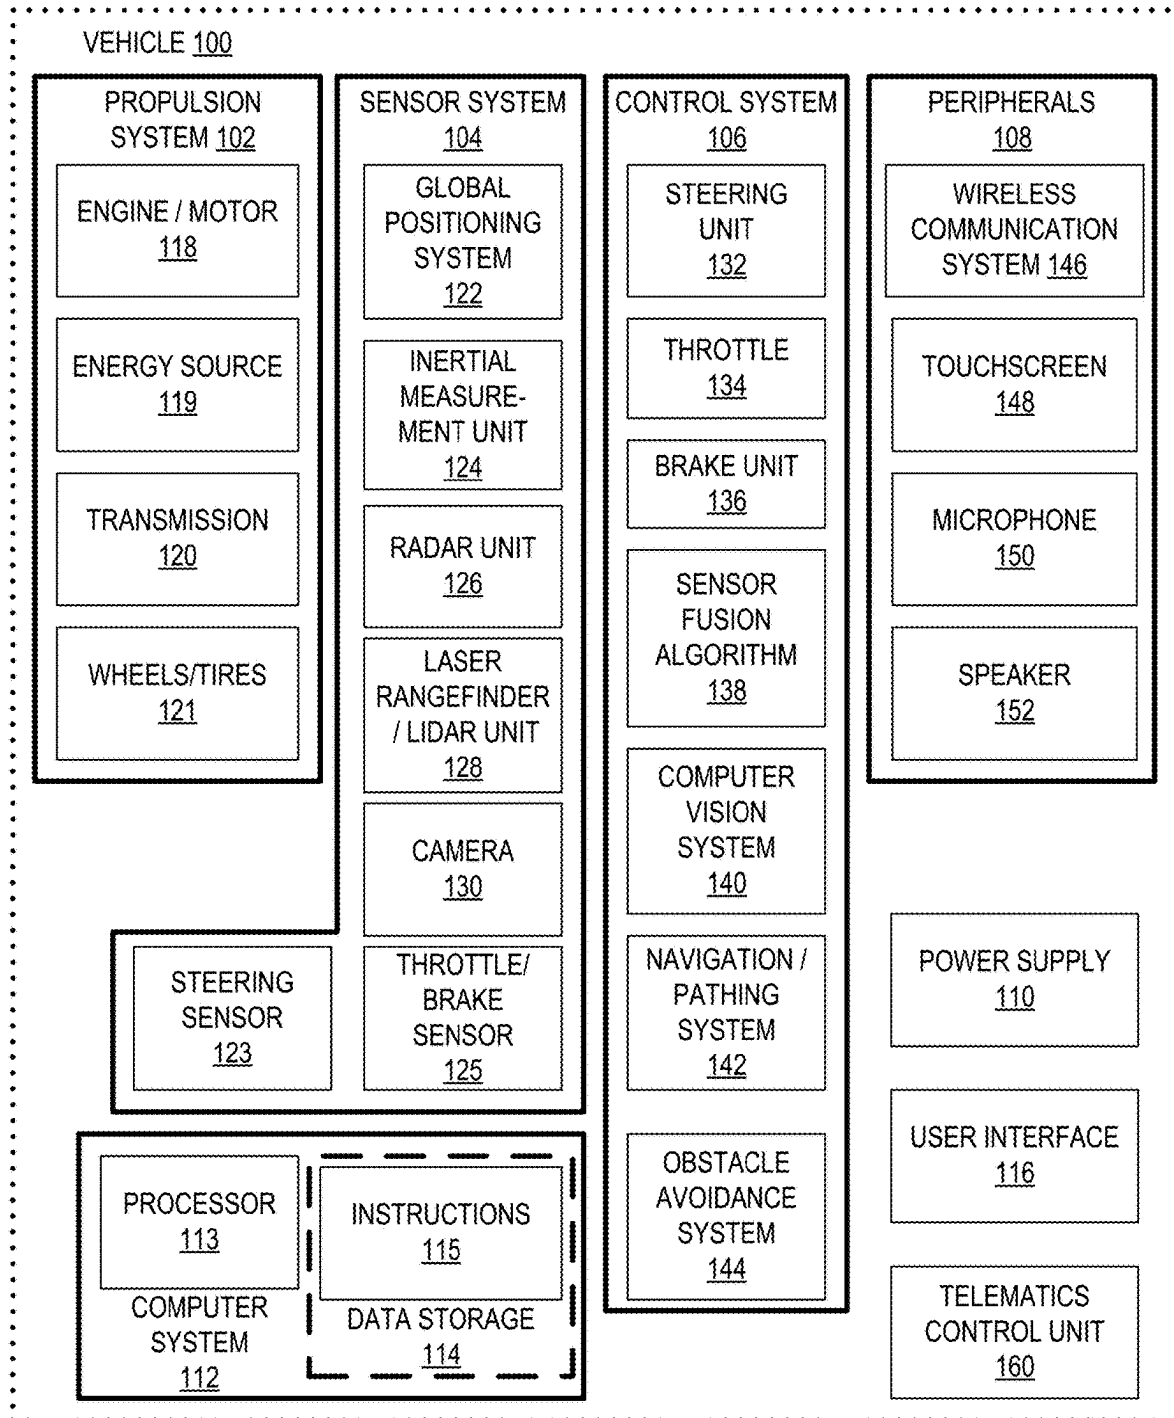 VEHICLE 100
PROPULSION
SYSTEM 102
ENGINE / MOTOR
118
ENERGY SOURCE
119
TRANSMISSION
120
WHEELS/TIRES
121
SENSOR SYSTEM
104
GLOBAL
POSITIONING
SYSTEM
122
INERTIAL
MEASURE-
MENT UNIT
124
RADAR UNIT
126
LASER
RANGEFINDER
/ LIDAR UNIT
128
CAMERA
130
STEERING
SENSOR
123
THROTTLE/
BRAKE
SENSOR
125
CONTROL SYSTEM
106
STEERING
UNIT
132
THROTTLE
134
BRAKE UNIT
136
SENSOR
FUSION
ALGORITHM
138
COMPUTER
VISION
SYSTEM
140
NAVIGATION /
PATHING
SYSTEM
142
OBSTACLE
AVOIDANCE
SYSTEM
144
PERIPHERALS
108
WIRELESS
COMMUNICATION
SYSTEM 146
TOUCHSCREEN
148
MICROPHONE
150
SPEAKER
152
POWER SUPPLY
110
USER INTERFACE
116
TELEMATICS
CONTROL UNIT
160
PROCESSOR
113
COMPUTER
SYSTEM
112
INSTRUCTIONS
115
DATA STORAGE
114